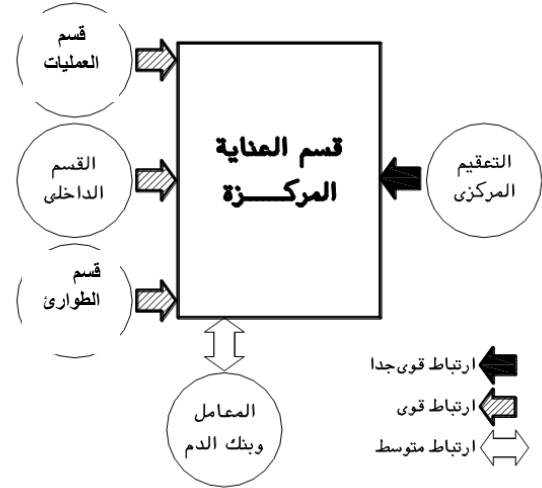 قسم
العمليات
قسم العناية
المركــــزة
القسم
الداخلى
التعقيم
المركزى
قسم
الطوارئ
المعامل
وبنك الدم
ارتباط قوى جدا
ارتباط قوى
ارتباط متوسط